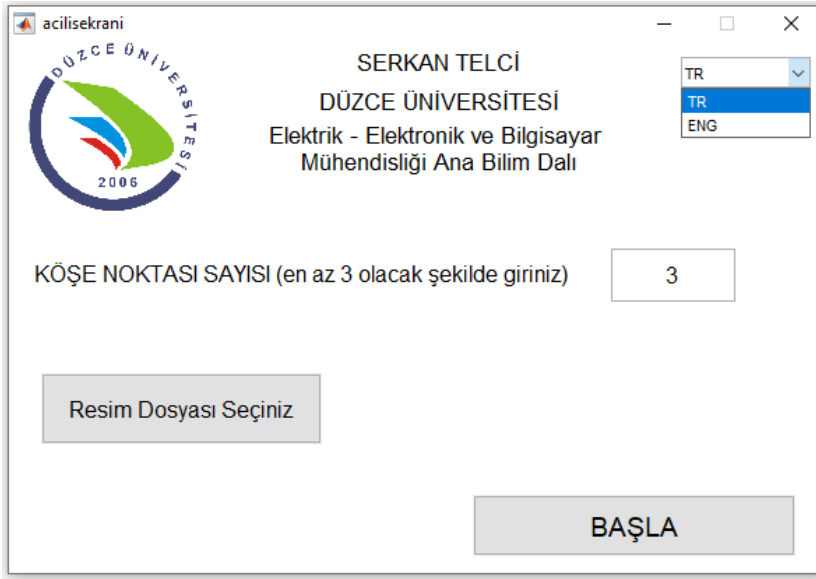 acilisekrani
DÜZCE ÜNİVERSİTESİ
2006
SERKAN TELCİ
DÜZCE ÜNİVERSİTESİ
Elektrik - Elektronik ve Bilgisayar
Mühendisliği Ana Bilim Dalı
TR
TR
ENG
KÖŞE NOKTASI SAYISI (en az 3 olacak şekilde giriniz)
3
Resim Dosyası Seçiniz
BAŞLA